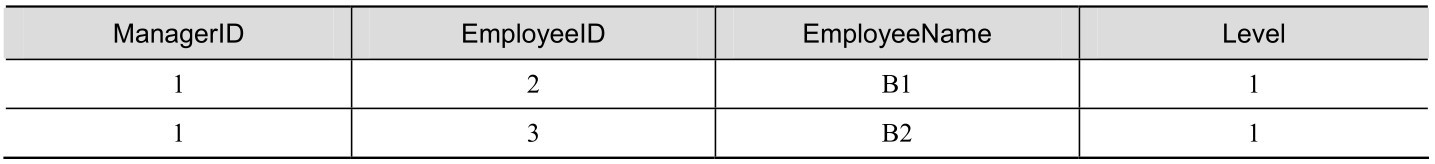 ManagerID EmployeeID EmployeeName Level
1 2 B1 1
1 3 B2 1